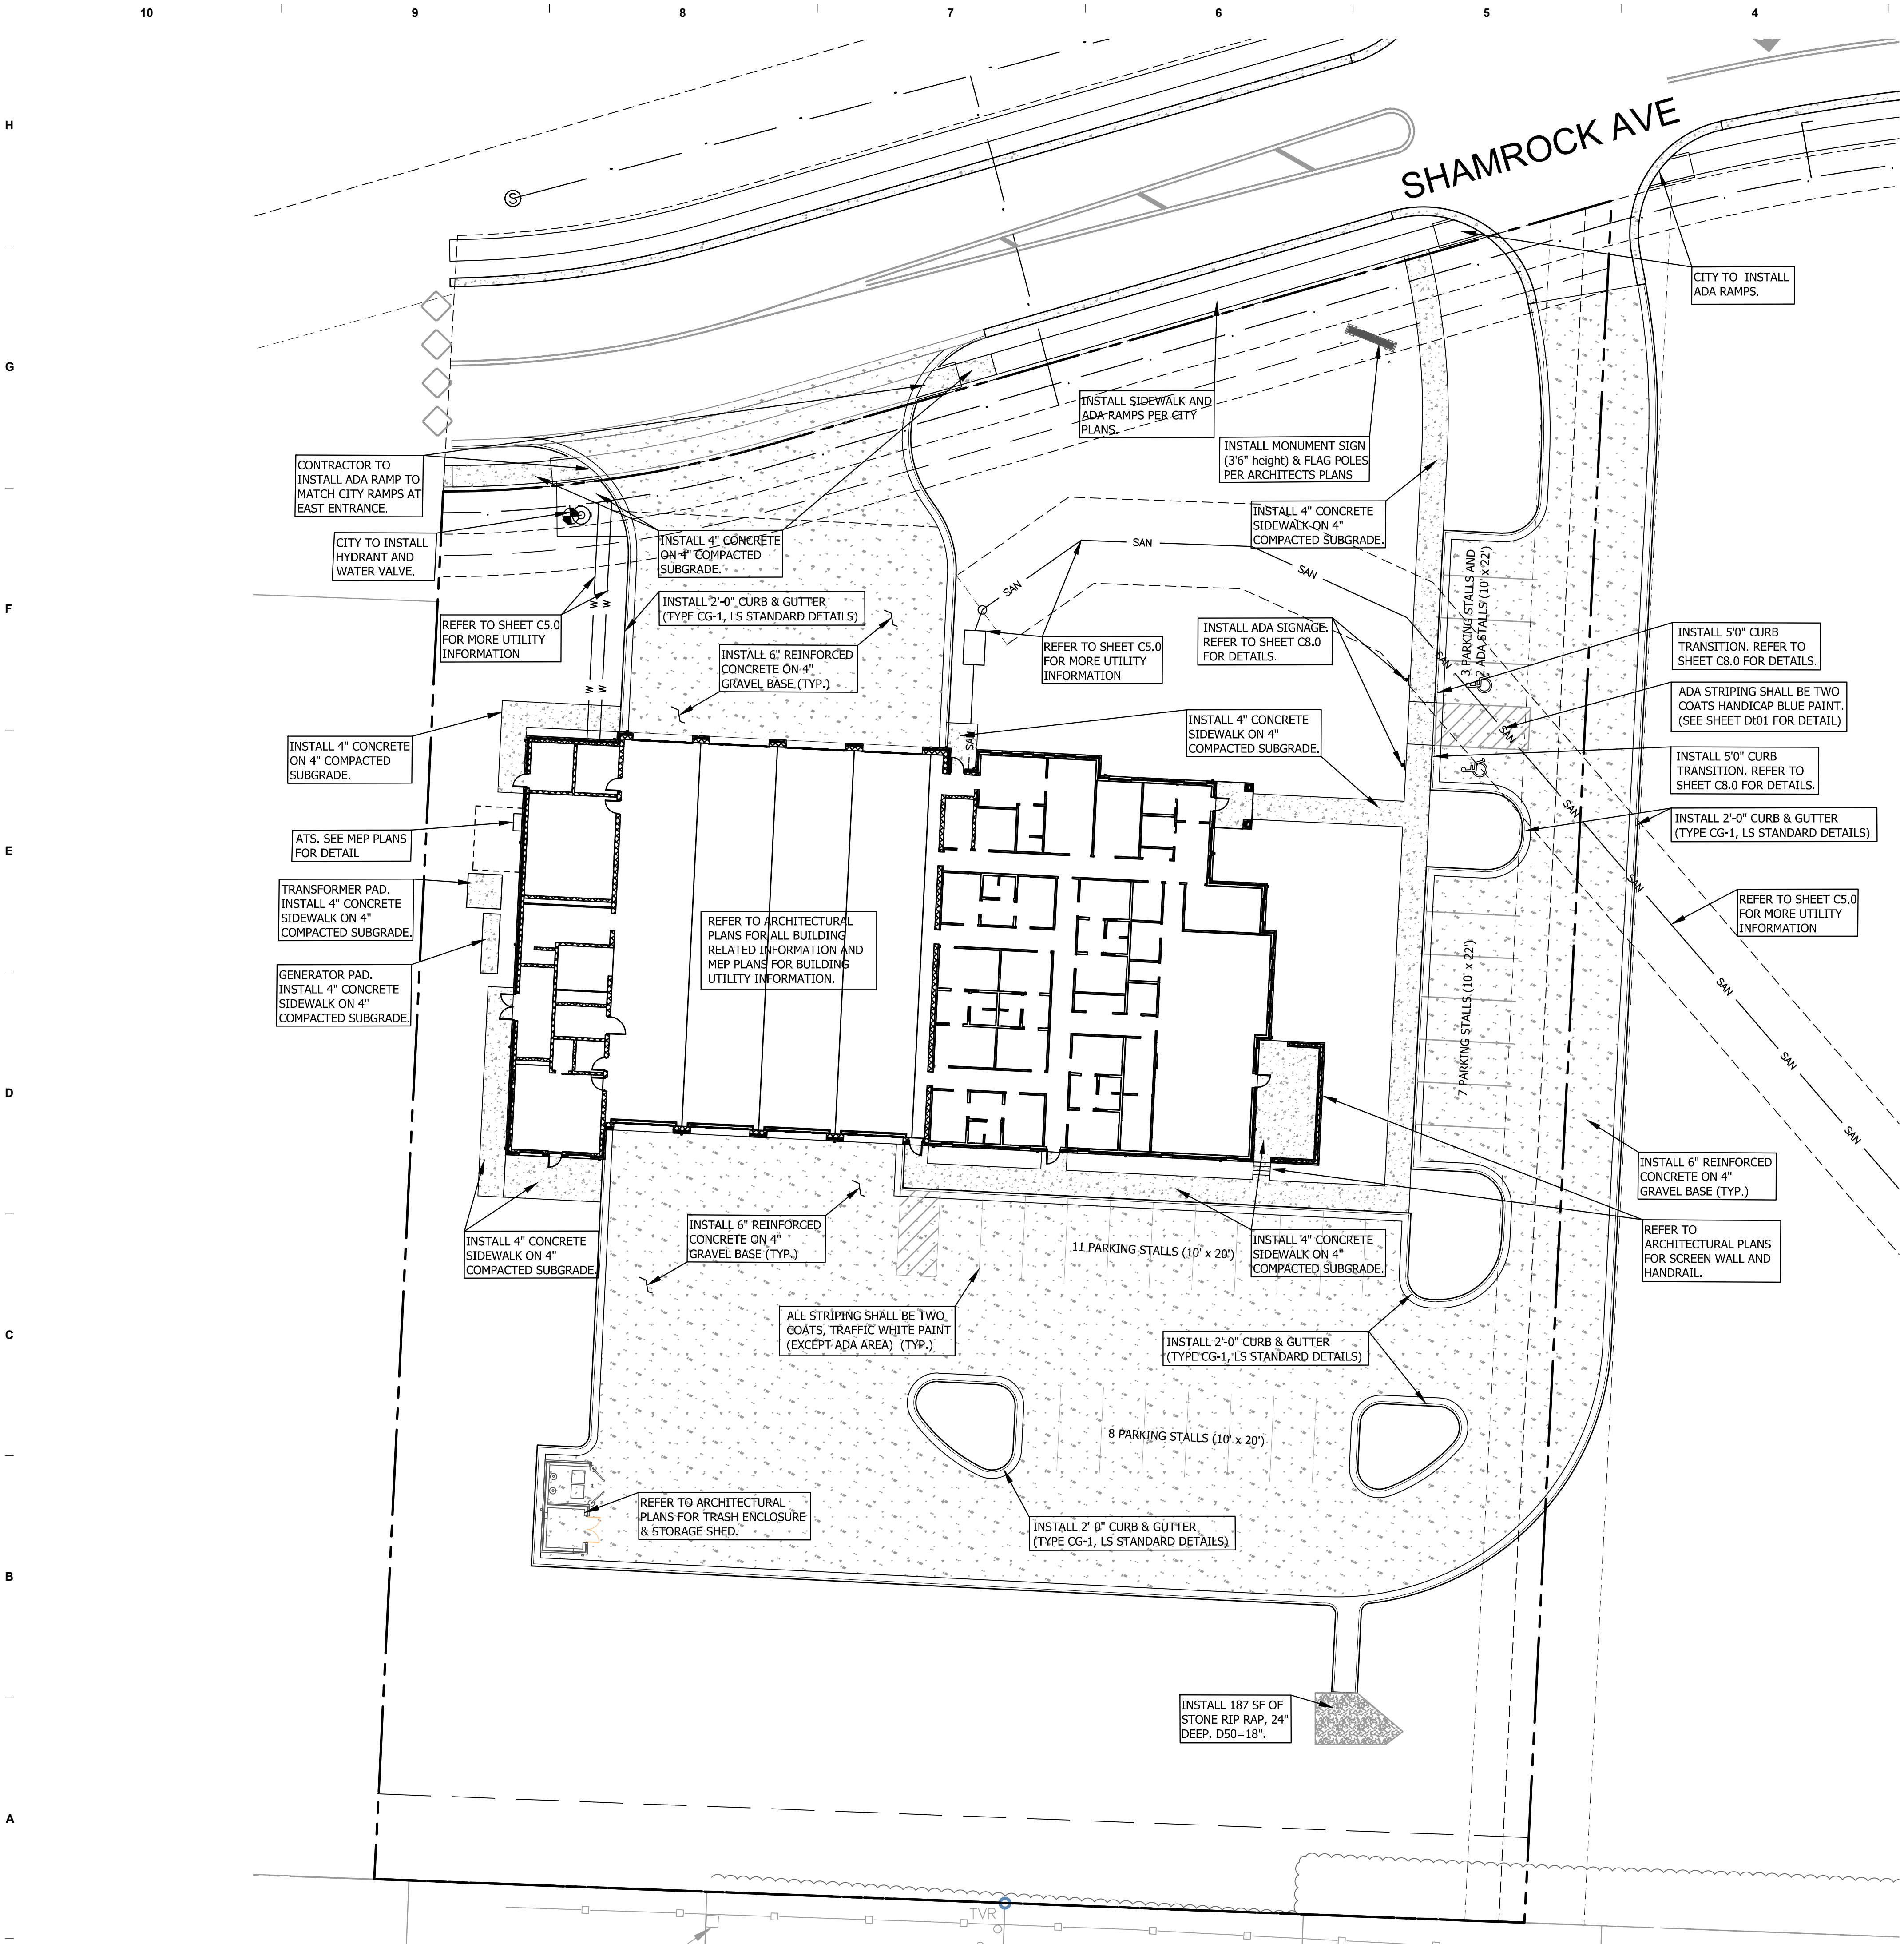 10
9
8
7
6
5
4
H
G
F
E
D
C
B
A
SHAMROCK AVE
S
CITY TO INSTALL
ADA RAMPS.
INSTALL SIDEWALK AND
ADA RAMPS PER CITY
PLANS.
INSTALL MONUMENT SIGN
(3'6" height) & FLAG POLES
PER ARCHITECTS PLANS
CONTRACTOR TO
INSTALL ADA RAMP TO
MATCH CITY RAMPS AT
EAST ENTRANCE.
INSTALL 4" CONCRETE
SIDEWALK ON 4"
COMPACTED SUBGRADE.
CITY TO INSTALL
HYDRANT AND
WATER VALVE.
INSTALL 4" CONCRETE
ON 4" COMPACTED
SUBGRADE.
SAN
SAN
SAN
SAN
SAN
SAN
SAN
SAN
SAN
SAN
SAN
W
W
W
W
INSTALL 2'-0" CURB & GUTTER
(TYPE CG-1, LS STANDARD DETAILS)
REFER TO SHEET C5.0
FOR MORE UTILITY
INFORMATION
INSTALL 6" REINFORCED
CONCRETE ON 4"
GRAVEL BASE (TYP.)
REFER TO SHEET C5.0
FOR MORE UTILITY
INFORMATION
INSTALL ADA SIGNAGE.
REFER TO SHEET C8.0
FOR DETAILS.
3 PARKING STALLS AND
2 ADA STALLS (10' x 22')
INSTALL 5'0" CURB
TRANSITION. REFER TO
SHEET C8.0 FOR DETAILS.
ADA STRIPING SHALL BE TWO
COATS HANDICAP BLUE PAINT.
(SEE SHEET Dt01 FOR DETAIL)
INSTALL 4" CONCRETE
SIDEWALK ON 4"
COMPACTED SUBGRADE.
INSTALL 4" CONCRETE
ON 4" COMPACTED
SUBGRADE.
INSTALL 5'0" CURB
TRANSITION. REFER TO
SHEET C8.0 FOR DETAILS.
INSTALL 2'-0" CURB & GUTTER
(TYPE CG-1, LS STANDARD DETAILS)
ATS. SEE MEP PLANS
FOR DETAIL
TRANSFORMER PAD.
INSTALL 4" CONCRETE
SIDEWALK ON 4"
COMPACTED SUBGRADE.
REFER TO SHEET C5.0
FOR MORE UTILITY
INFORMATION
REFER TO ARCHITECTURAL
PLANS FOR ALL BUILDING
RELATED INFORMATION AND
MEP PLANS FOR BUILDING
UTILITY INFORMATION.
GENERATOR PAD.
INSTALL 4" CONCRETE
SIDEWALK ON 4"
COMPACTED SUBGRADE.
7 PARKING STALLS (10' x 22')
INSTALL 6" REINFORCED
CONCRETE ON 4"
GRAVEL BASE (TYP.)
INSTALL 4" CONCRETE
SIDEWALK ON 4"
COMPACTED SUBGRADE.
INSTALL 6" REINFORCED
CONCRETE ON 4"
GRAVEL BASE (TYP.)
11 PARKING STALLS (10' x 20')
INSTALL 4" CONCRETE
SIDEWALK ON 4"
COMPACTED SUBGRADE.
REFER TO
ARCHITECTURAL PLANS
FOR SCREEN WALL AND
HANDRAIL.
ALL STRIPING SHALL BE TWO
COATS, TRAFFIC WHITE PAINT
(EXCEPT ADA AREA) (TYP.)
INSTALL 2'-0" CURB & GUTTER
(TYPE CG-1, LS STANDARD DETAILS)
8 PARKING STALLS (10' x 20')
REFER TO ARCHITECTURAL
PLANS FOR TRASH ENCLOSURE
& STORAGE SHED.
INSTALL 2'-0" CURB & GUTTER
(TYPE CG-1, LS STANDARD DETAILS)
INSTALL 187 SF OF
STONE RIP RAP, 24"
DEEP. D50=18".
TVR